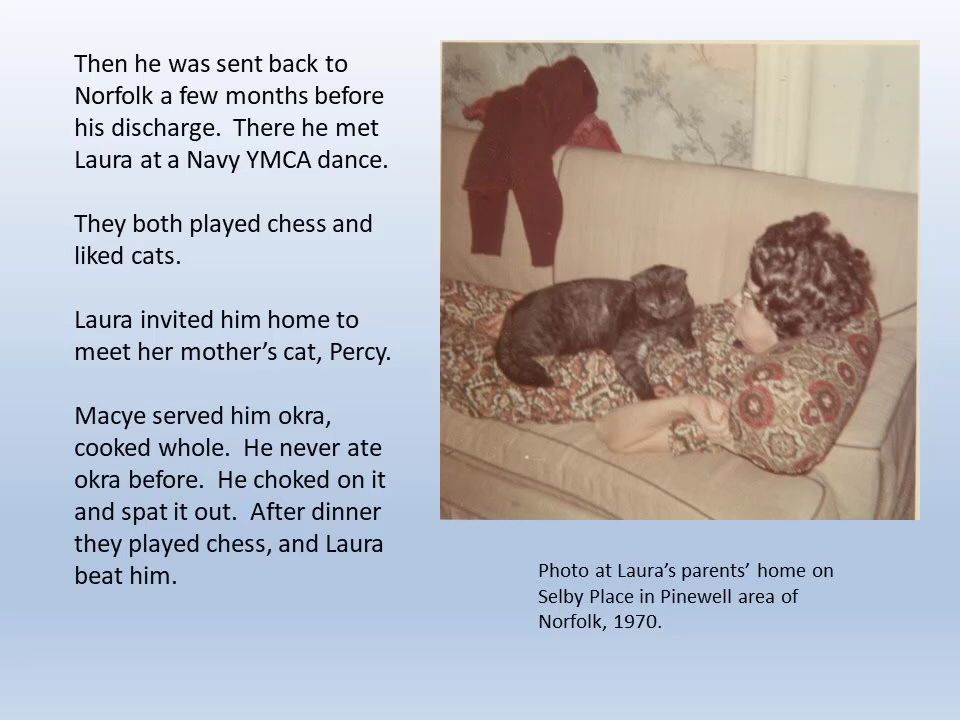 Then he was sent back to
Norfolk a few months before
his discharge.  There he met
Laura at a Navy YMCA dance.
They both played chess and
liked cats.
Laura invited him home to
meet her mother’s cat, Percy.
Macye served him okra,
cooked whole.  He never ate
okra before.  He choked on it
and spat it out.  After dinner
they played chess, and Laura
beat him.
Photo at Laura’s parents’ home on
Selby Place in Pinewell area of
Norfolk, 1970.